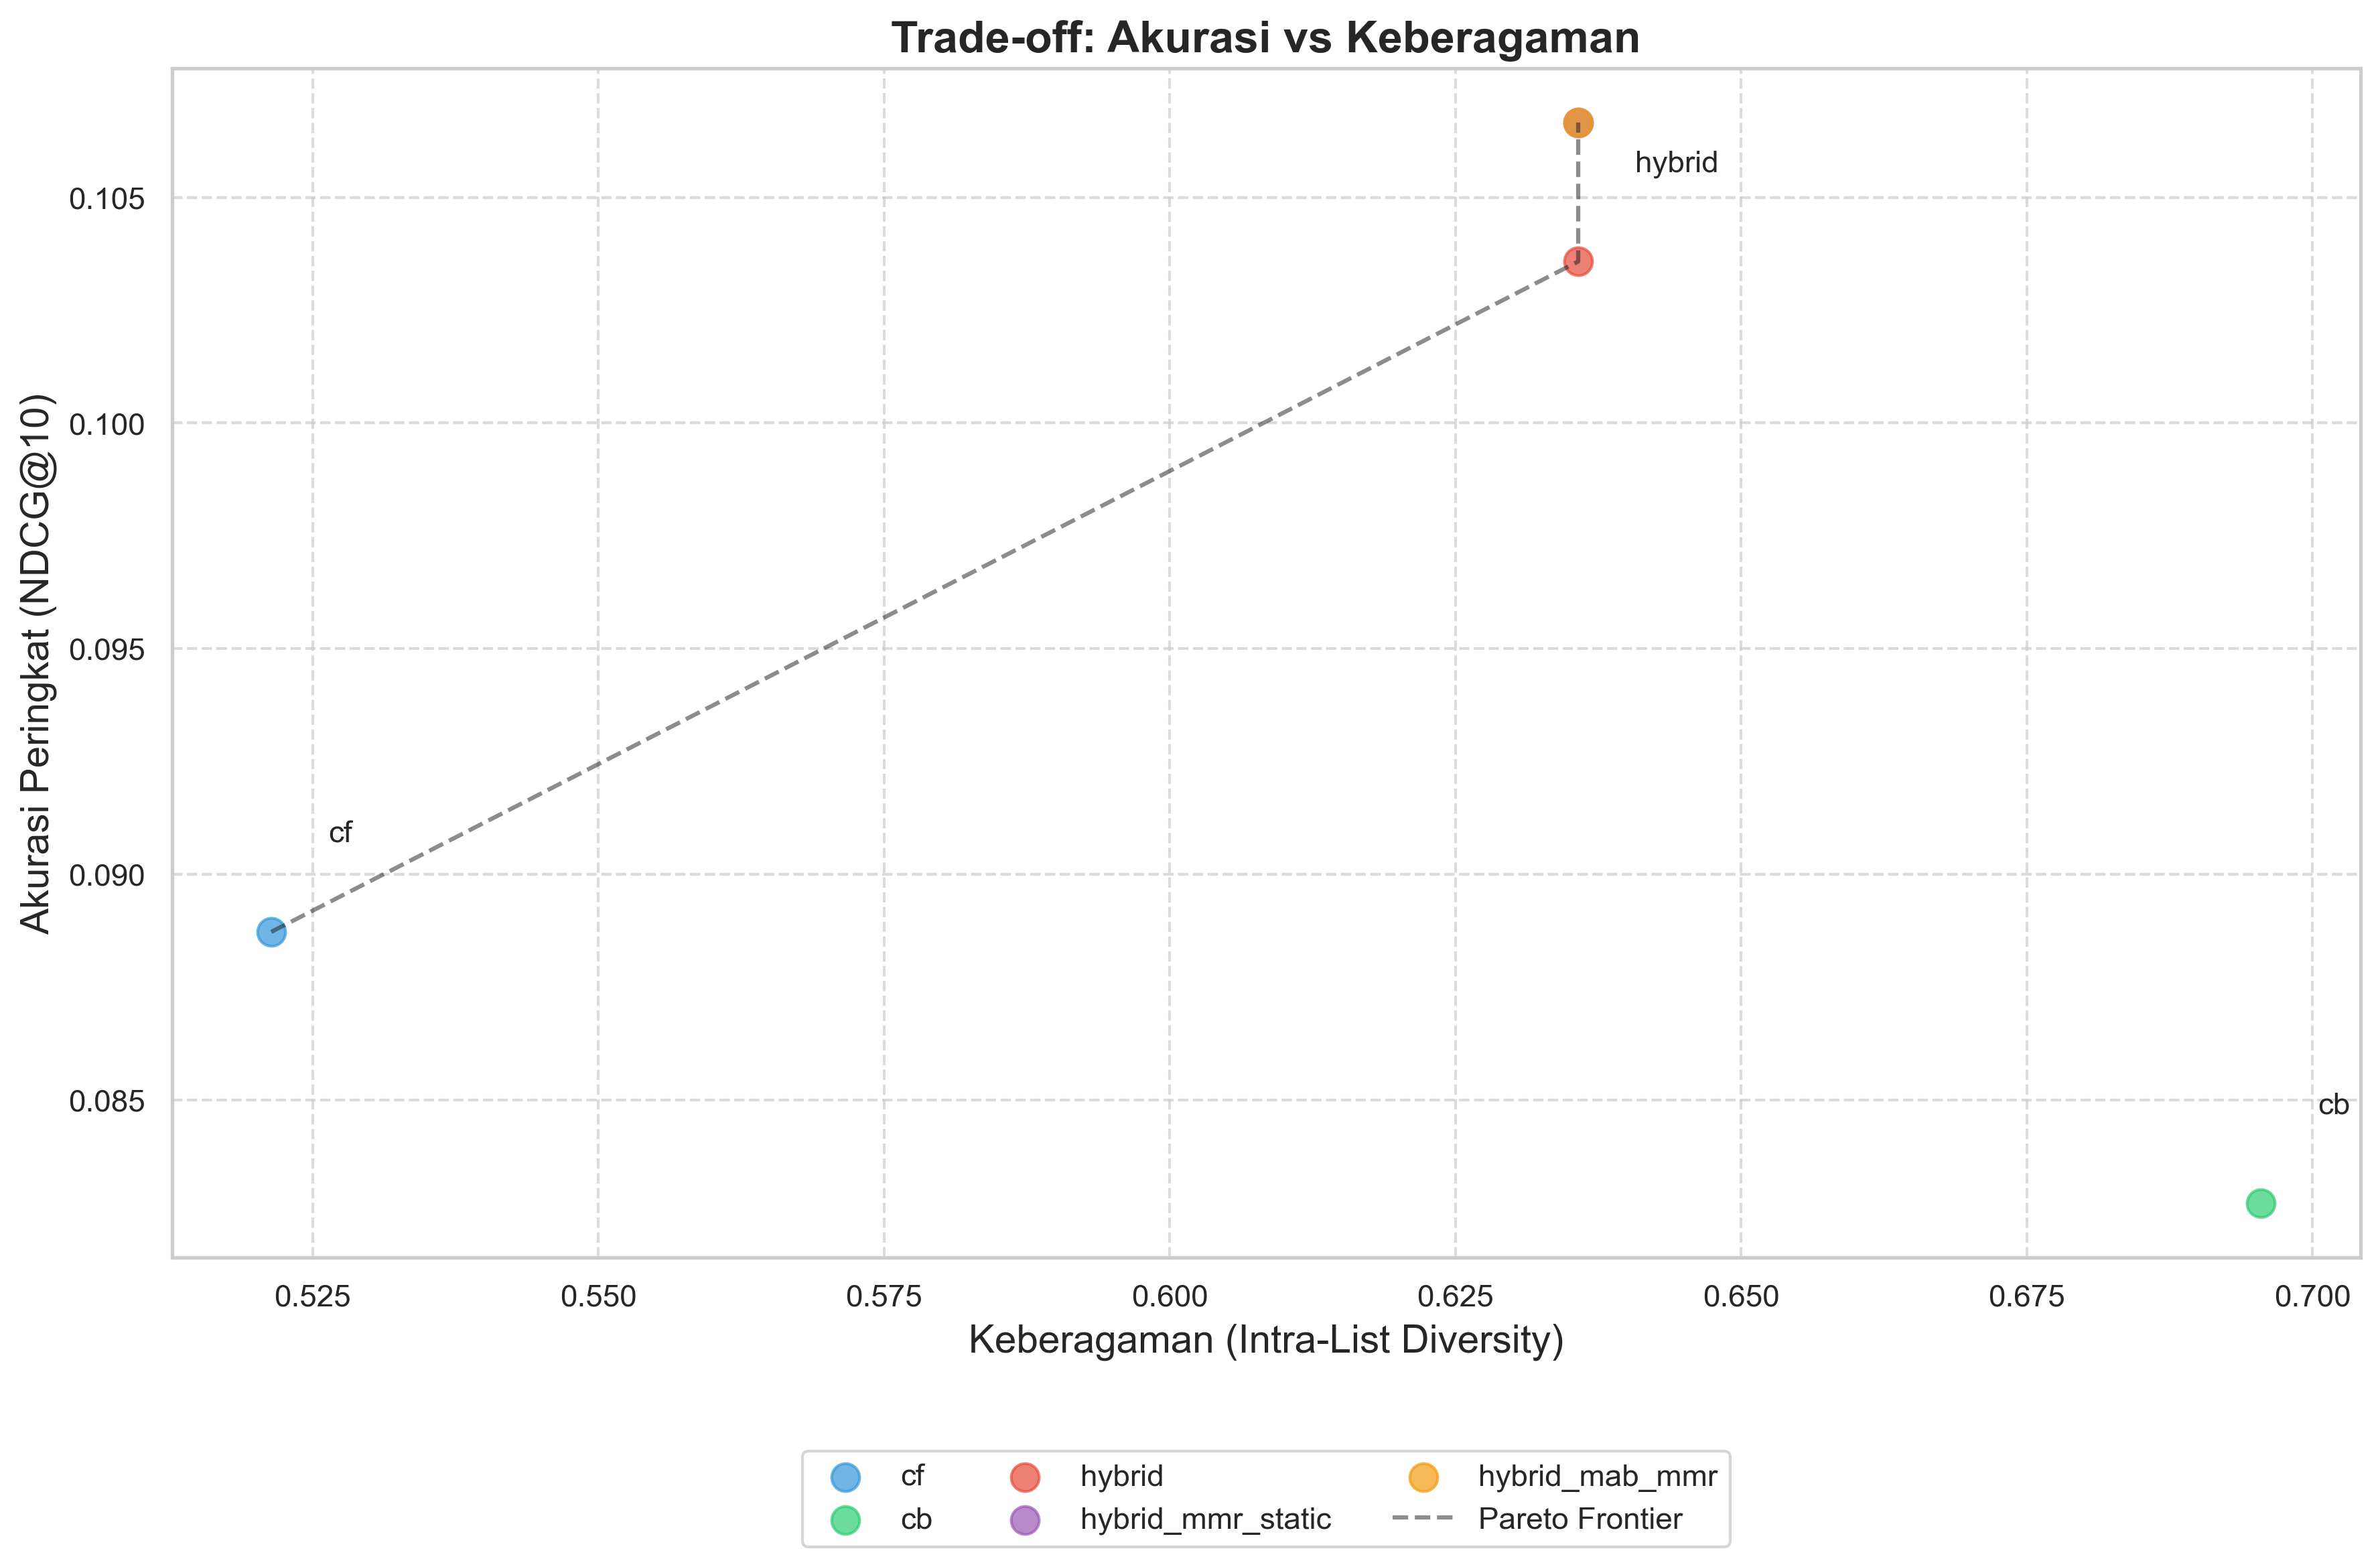 Trade-off: Akurasi vs Keberagaman
Akurasi Peringkat (NDCG@10)
0.105
0.100
0.095
0.090
0.085
hybrid
cf
cb
0.525 0.550 0.575 0.600 0.625 0.650 0.675 0.700
Keberagaman (Intra-List Diversity)
cf hybrid hybrid_mab_mmr
cb hybrid_mmr_static Pareto Frontier